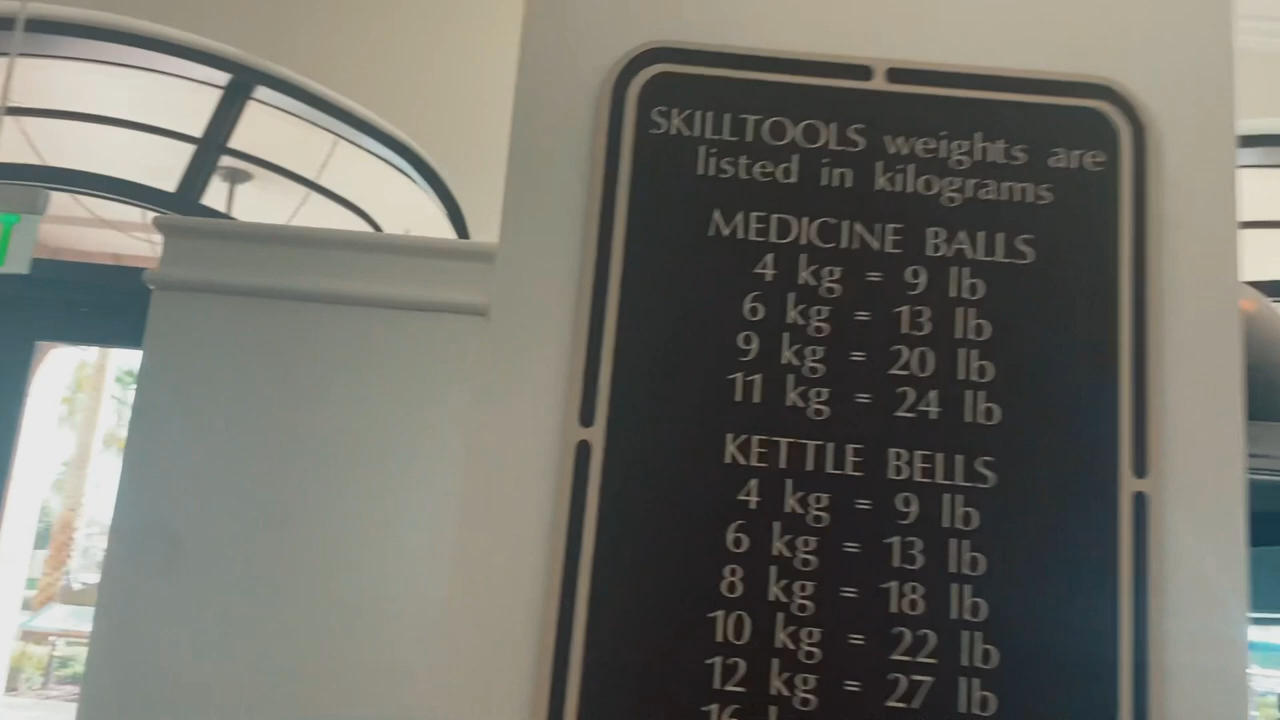 SKILLTOOLS weights are
listed in kilograms
MEDICINE BALLS
4 kg = 9 lb
6 kg = 13 lb
9 kg = 20 lb
11 kg = 24 lb
KETTLE BELLS
4 kg = 9 lb
6 kg = 13 lb
8 kg = 18 lb
10 kg = 22 lb
12 kg = 27 lb